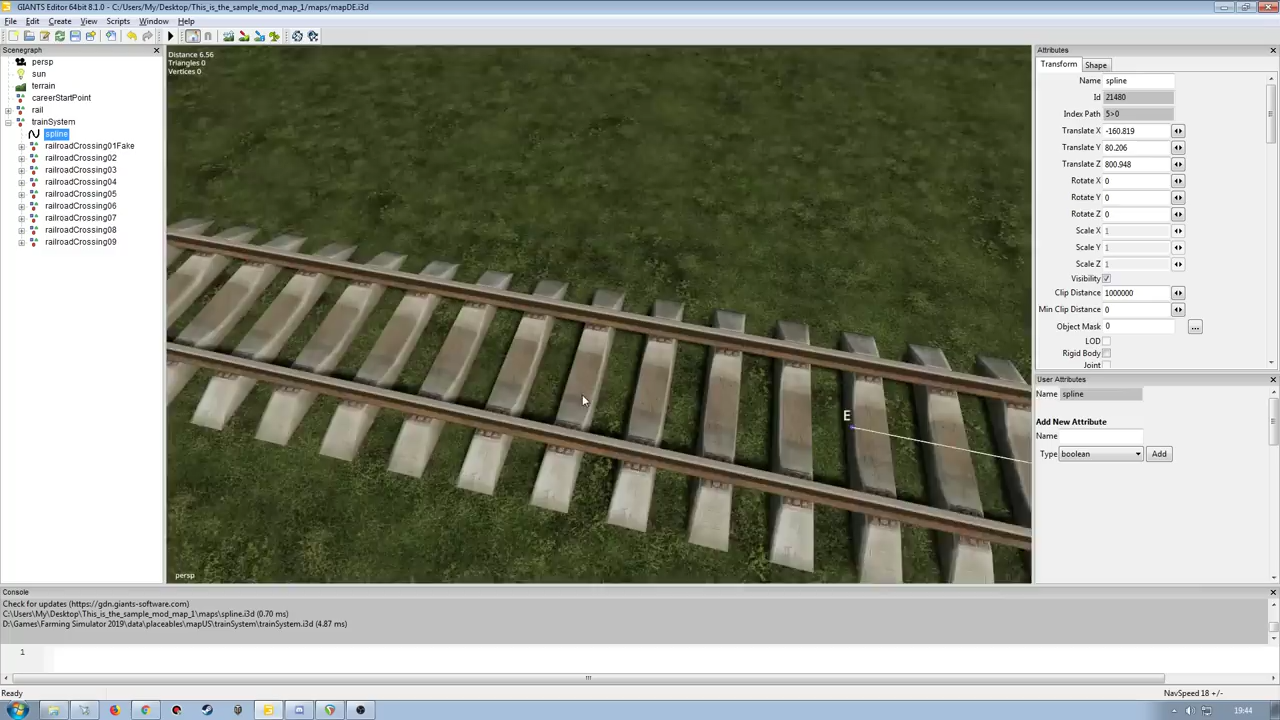 GIANTS Editor 64bit 8.1.0 - C:/Users/My/Desktop/This_is_the_sample_mod_map_1/maps/mapDE.i3d
File Edit Create View Scripts Window Help
Scenegraph
persp
sun
terrain
careerStartPoint
rail
trainSystem
spline
railroadCrossing01Fake
railroadCrossing02
railroadCrossing03
railroadCrossing04
railroadCrossing05
railroadCrossing06
railroadCrossing07
railroadCrossing08
railroadCrossing09
Distance 6.56
Triangles 0
Vertices 0
E
persp
Attributes
Transform Shape
Name spline
Id 21480
Index Path 5>0
Translate X -160.819
Translate Y 80.206
Translate Z 800.948
Rotate X 0
Rotate Y 0
Rotate Z 0
Scale X 1
Scale Y 1
Scale Z 1
Visibility
Clip Distance 1000000
Min Clip Distance 0
Object Mask 0 ...
LOD
Rigid Body
Joint
User Attributes
Name spline
Add New Attribute
Name
Type boolean Add
Console
Check for updates (https://gdn.giants-software.com)
C:\Users\My\Desktop\This_is_the_sample_mod_map_1\maps\spline.i3d (0.70 ms)
D:\Games\Farming Simulator 2019\data\placeables\mapUS\trainSystem\trainSystem.i3d (4.87 ms)
1
Ready
NavSpeed 18 +/-
19:44